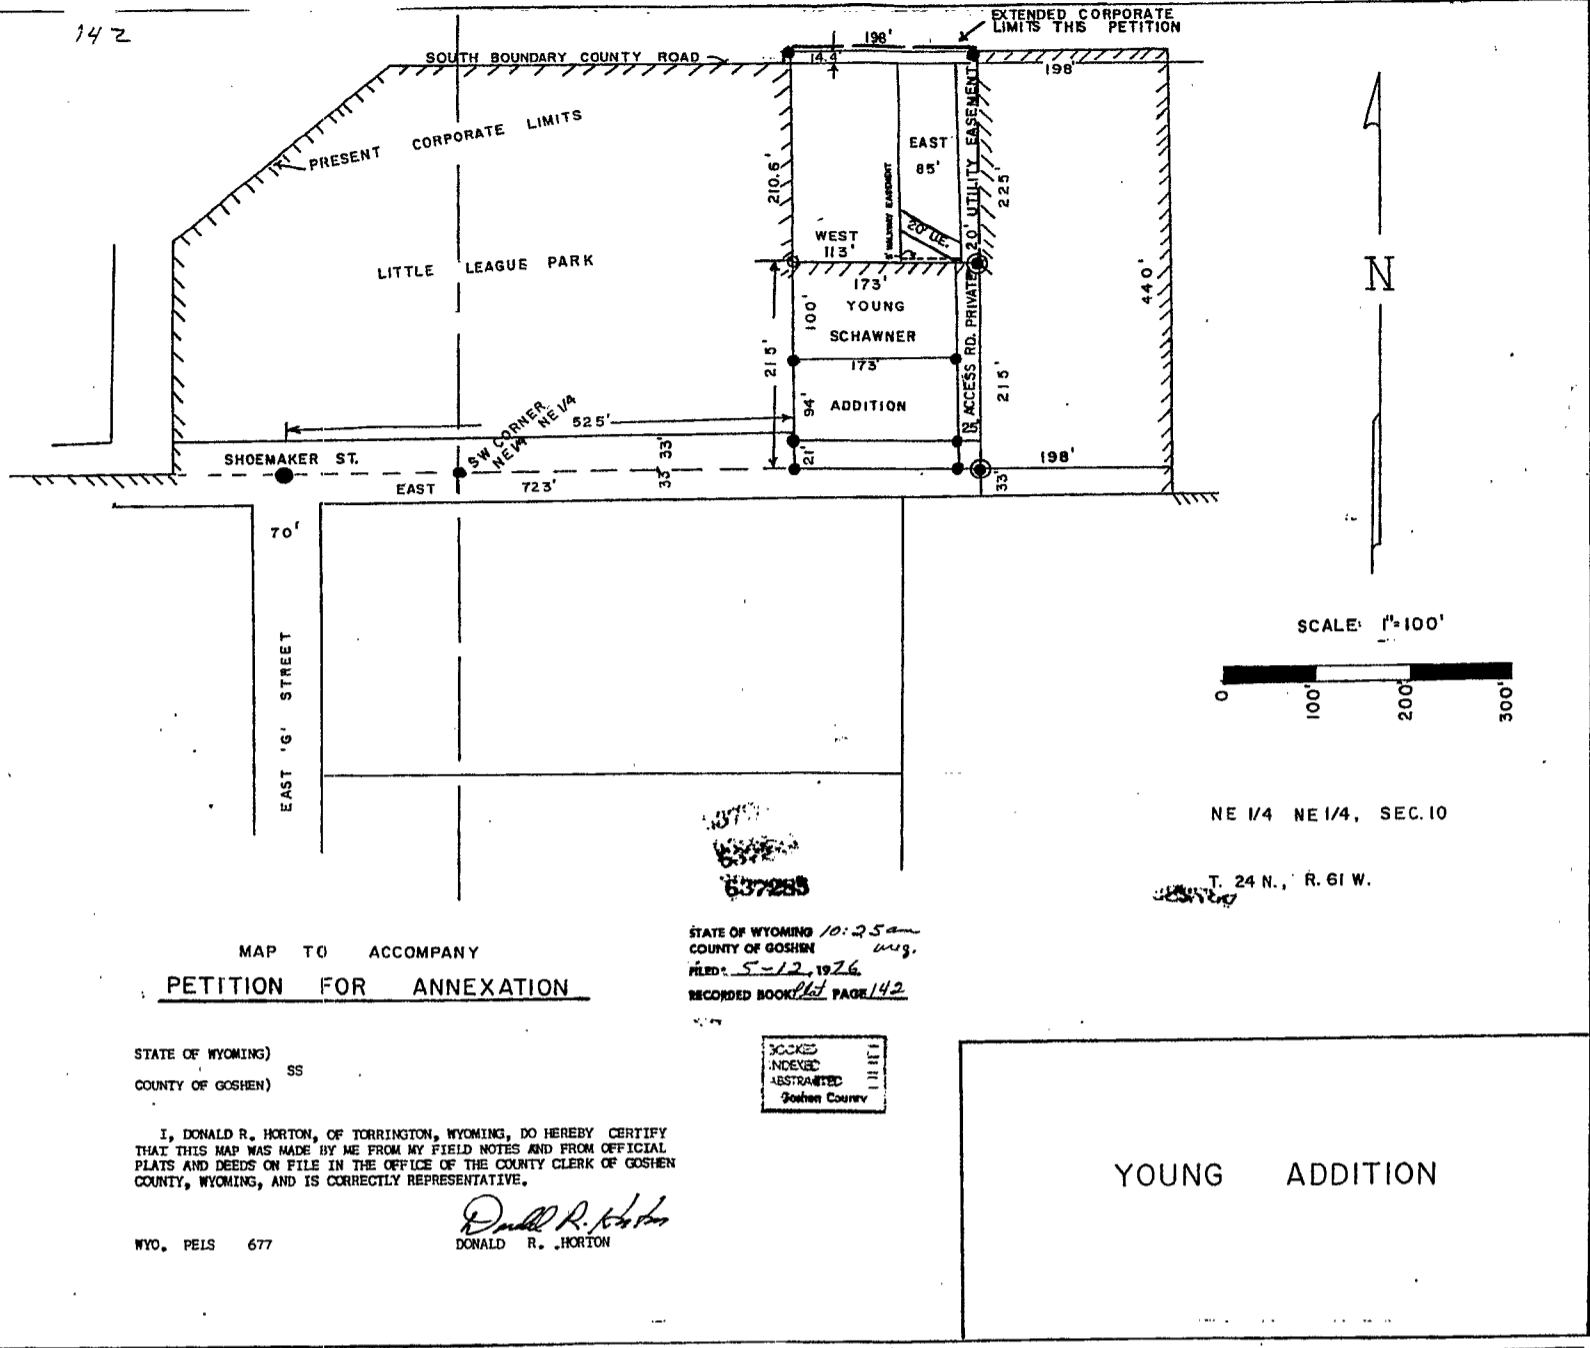 142
EXTENDED CORPORATE
LIMITS THIS PETITION
198'
SOUTH BOUNDARY COUNTY ROAD
14.4'
198'
PRESENT CORPORATE LIMITS
EAST
85'
20' UTILITY EASEMENT
210.6'
225'
5' WALKWAY EASEMENT
20' U.E.
WEST
113'
N
LITTLE LEAGUE PARK
440'
173'
YOUNG
100'
SCHAWNER
215'
173'
25' ACCESS RD. PRIVATE
215'
94'
ADDITION
525'
SW CORNER
NE 1/4 NE 1/4
33'
SHOEMAKER ST.
21'
198'
33'
EAST 723'
33'
70'
EAST 'G' STREET
SCALE: 1"=100'
0 100' 200' 300'
NE 1/4 NE 1/4, SEC. 10
T. 24 N., R. 61 W.
637285
MAP TO ACCOMPANY
PETITION FOR ANNEXATION
STATE OF WYOMING 10:25 am
COUNTY OF GOSHEN
FILED: 5-12, 1976
RECORDED BOOK Plat PAGE 142
STATE OF WYOMING)
SS
COUNTY OF GOSHEN)
BOOKED
INDEXED
ABSTRACTED
Goshen County
I, DONALD R. HORTON, OF TORRINGTON, WYOMING, DO HEREBY CERTIFY
THAT THIS MAP WAS MADE BY ME FROM MY FIELD NOTES AND FROM OFFICIAL
PLATS AND DEEDS ON FILE IN THE OFFICE OF THE COUNTY CLERK OF GOSHEN
COUNTY, WYOMING, AND IS CORRECTLY REPRESENTATIVE.
Donald R. Horton
WYO. PELS 677
DONALD R. HORTON
YOUNG ADDITION